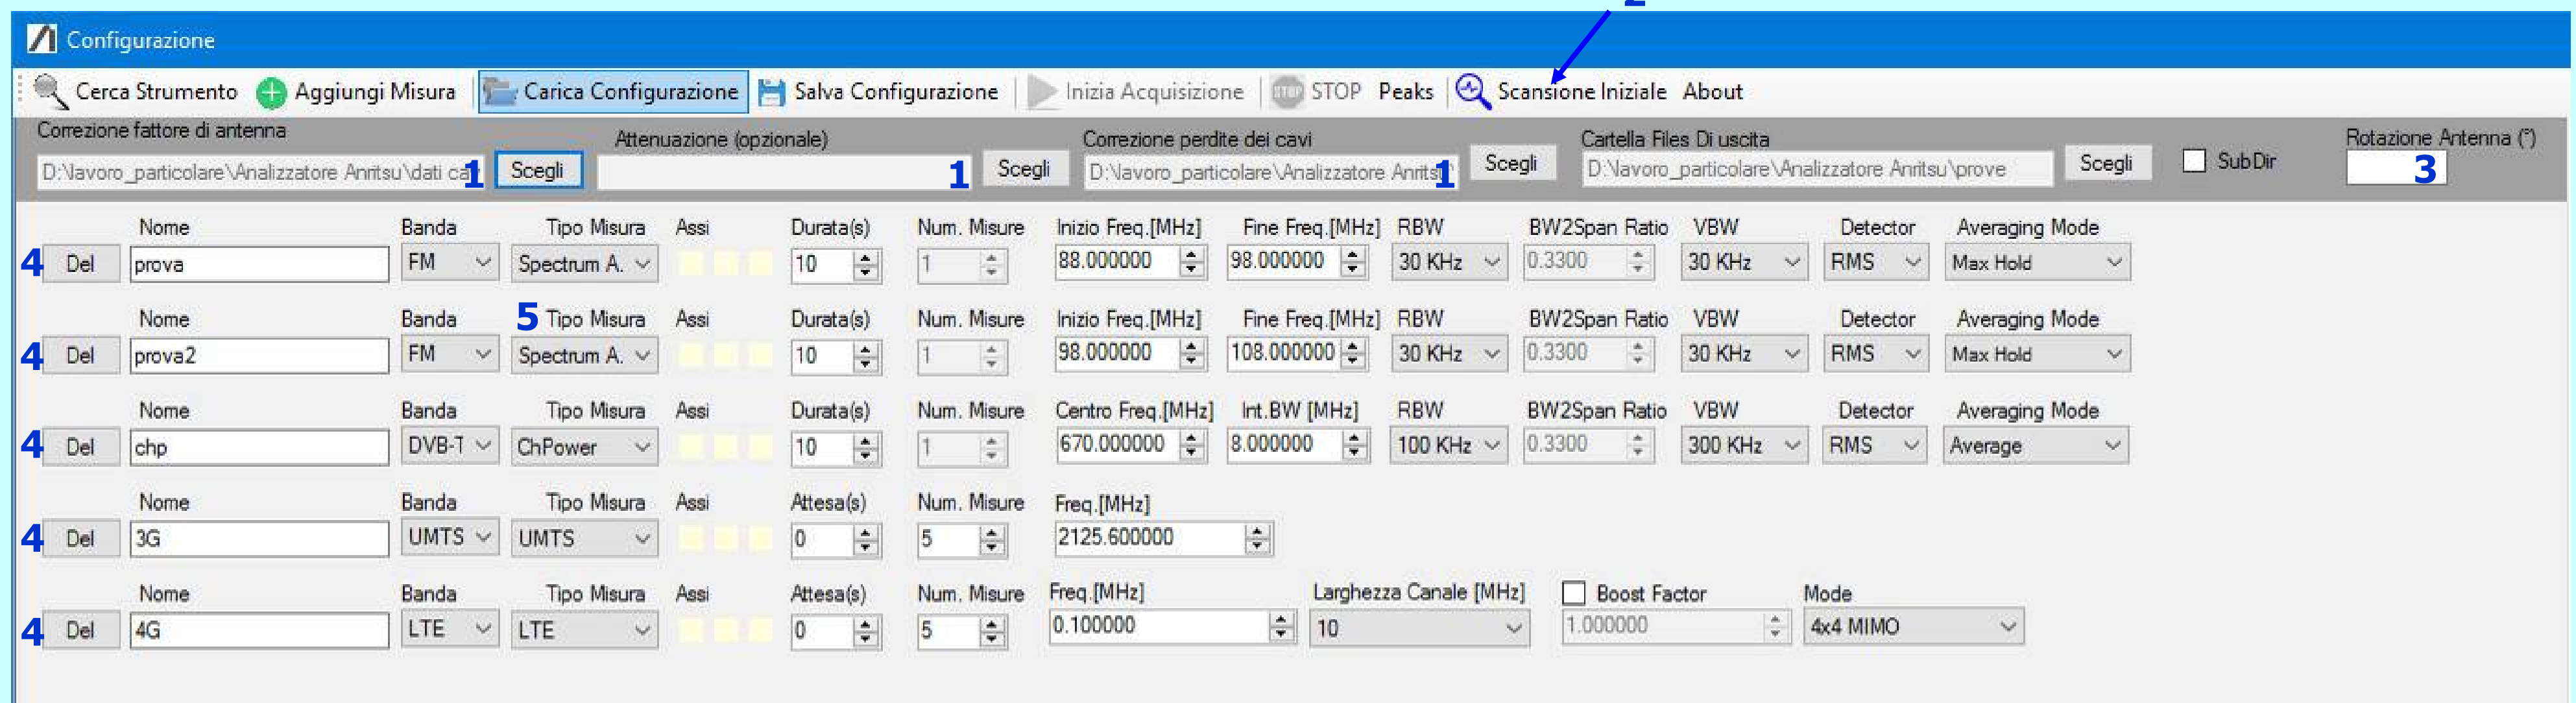 2
Configurazione
Cerca Strumento Aggiungi Misura Carica Configurazione Salva Configurazione Inizia Acquisizione STOP Peaks Scansione Iniziale About
Correzione fattore di antenna Attenuazione (opzionale) Correzione perdite dei cavi Cartella Files Di uscita Rotazione Antenna (°)
D:\lavoro_particolare\Analizzatore Anritsu\dati 1 Scegli 1 Scegli D:\lavoro_particolare\Analizzatore Anritsu 1 Scegli D:\lavoro_particolare\Analizzatore Anritsu\prove Scegli SubDir 3
Nome Banda Tipo Misura Assi Durata(s) Num. Misure Inizio Freq.[MHz] Fine Freq.[MHz] RBW BW2Span Ratio VBW Detector Averaging Mode
4 Del prova FM Spectrum A. 10 1 88.000000 98.000000 30 KHz 0.3300 30 KHz RMS Max Hold
Nome Banda 5 Tipo Misura Assi Durata(s) Num. Misure Inizio Freq.[MHz] Fine Freq.[MHz] RBW BW2Span Ratio VBW Detector Averaging Mode
4 Del prova2 FM Spectrum A. 10 1 98.000000 108.000000 30 KHz 0.3300 30 KHz RMS Max Hold
Nome Banda Tipo Misura Assi Durata(s) Num. Misure Centro Freq.[MHz] Int.BW [MHz] RBW BW2Span Ratio VBW Detector Averaging Mode
4 Del chp DVB-T ChPower 10 1 670.000000 8.000000 100 KHz 0.3300 300 KHz RMS Average
Nome Banda Tipo Misura Assi Attesa(s) Num. Misure Freq.[MHz]
4 Del 3G UMTS UMTS 0 5 2125.600000
Nome Banda Tipo Misura Assi Attesa(s) Num. Misure Freq.[MHz] Larghezza Canale [MHz] Boost Factor Mode
4 Del 4G LTE LTE 0 5 0.100000 10 1.000000 4x4 MIMO